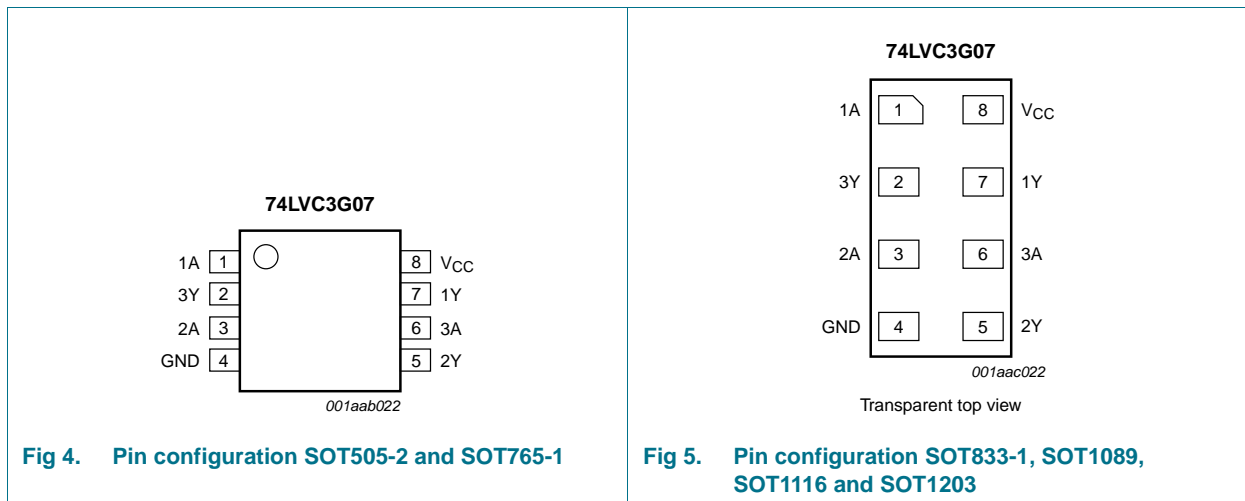 74LVC3G07
1A 1 8 VCC
3Y 2 7 1Y
2A 3 6 3A
GND 4 5 2Y
001aab022
Fig 4. Pin configuration SOT505-2 and SOT765-1
74LVC3G07
1A 1 8 VCC
3Y 2 7 1Y
2A 3 6 3A
GND 4 5 2Y
001aac022
Transparent top view
Fig 5. Pin configuration SOT833-1, SOT1089,
SOT1116 and SOT1203